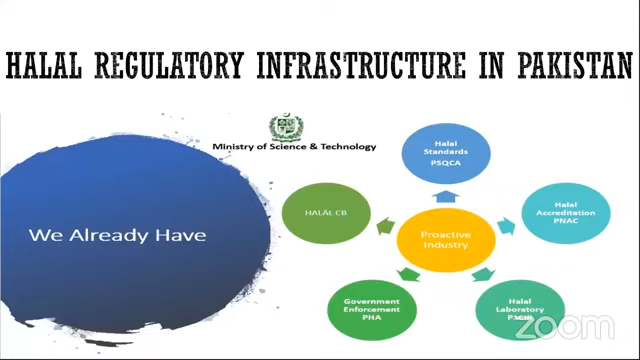 HALAL REGULATORY INFRASTRUCTURE IN PAKISTAN
Ministry of Science & Technology
We Already Have
Halal
Standards
PSQCA
HALĀL CB
Halal
Accreditation
PNAC
Proactive
Industry
Government
Enforcement
PHA
Halal
Laboratory
zoom